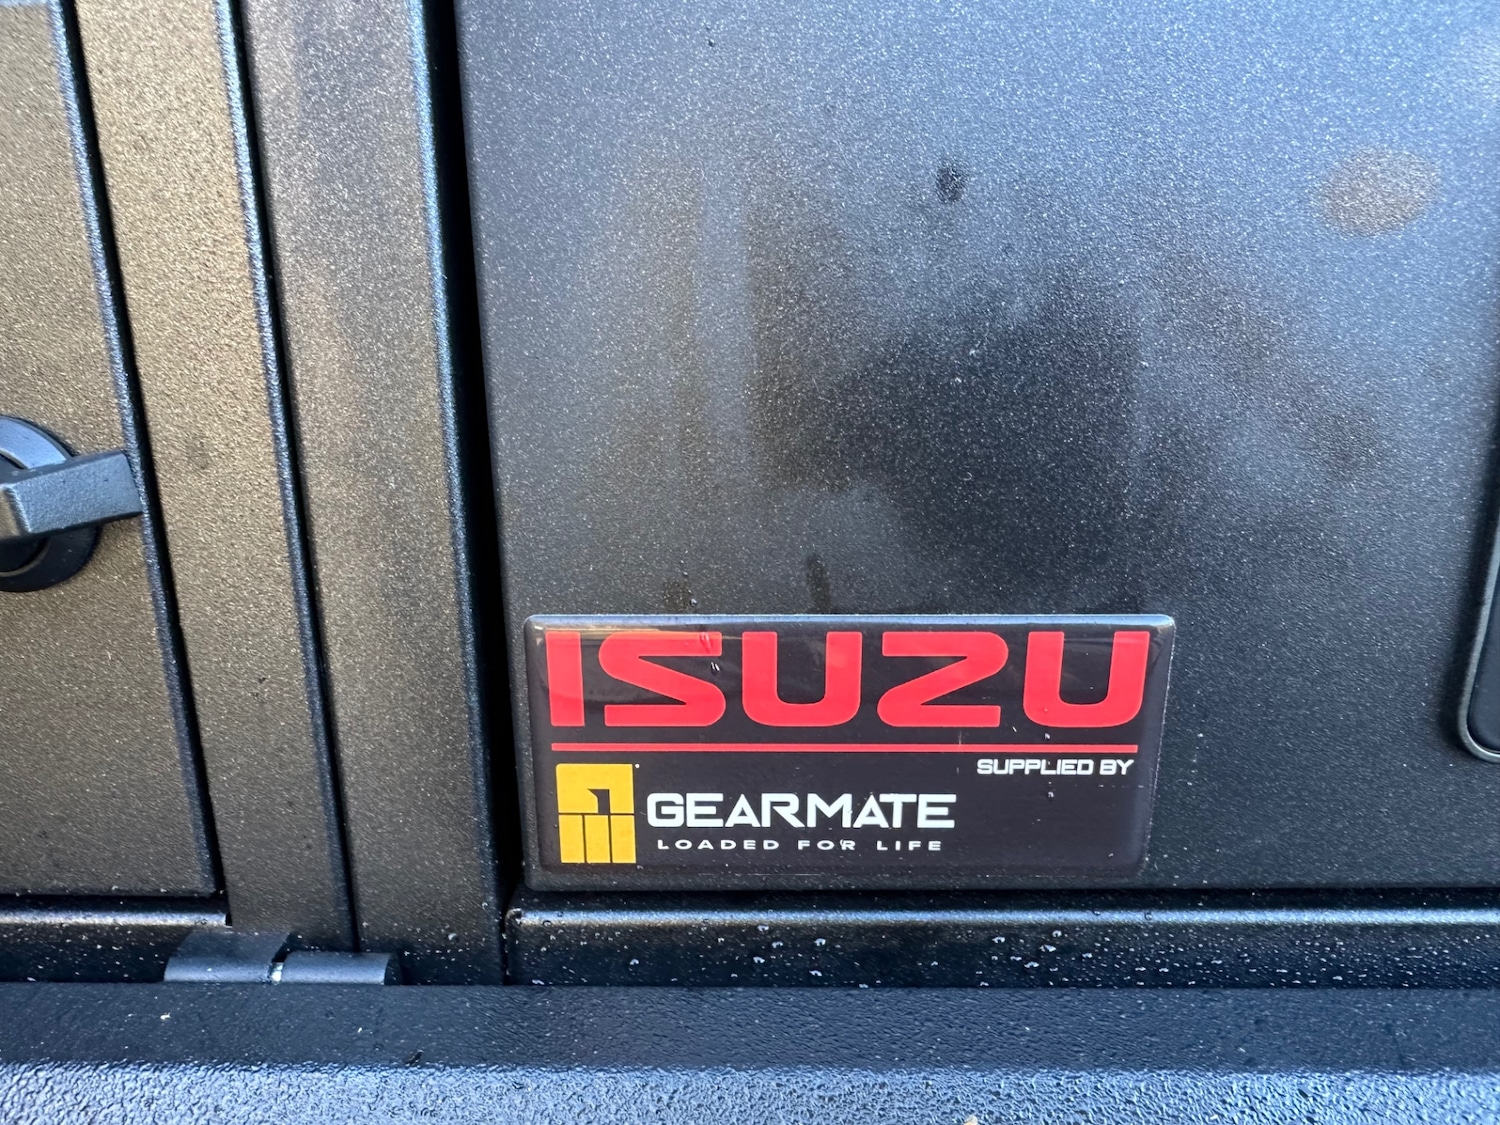 ISUZU
SUPPLIED BY
GEARMATE
LOADED FOR LIFE